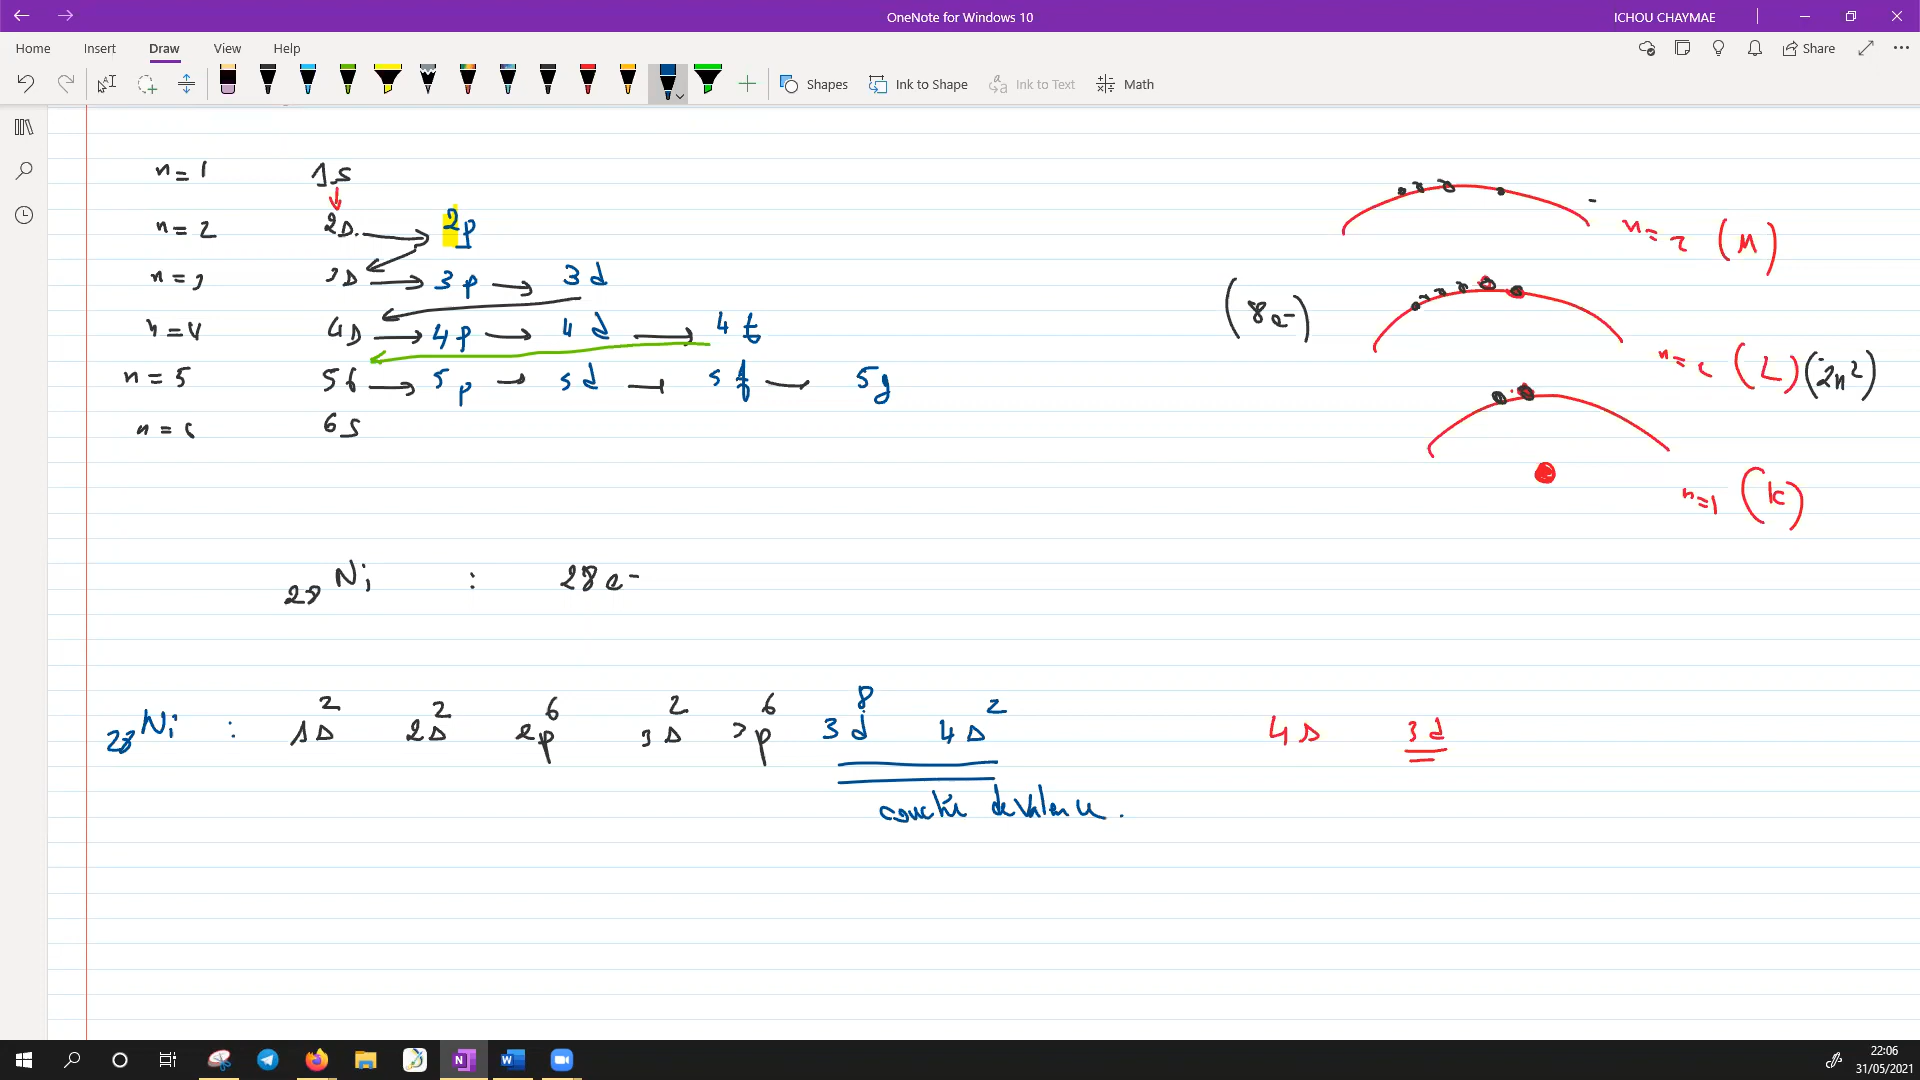 OneNote for Windows 10
ICHOU CHAYMAE
Home Insert Draw View Help
Share
Shapes Ink to Shape Ink to Text Math
n = 1 1s
n = 2 2s → 2p
n = 3 3s → 3p → 3d
n = 4 4s → 4p → 4d → 4f
n = 5 5s → 5p → 5d → 5f → 5g
n = 6 6s
(M)
(8e-)
(L) (2n²)
n=1 (K)
28Ni : 28e-
28Ni : 1s² 2s² 2p⁶ 3s² 3p⁶ 3d⁸ 4s² 4s 3d
couche de valence.
22:06
31/05/2021